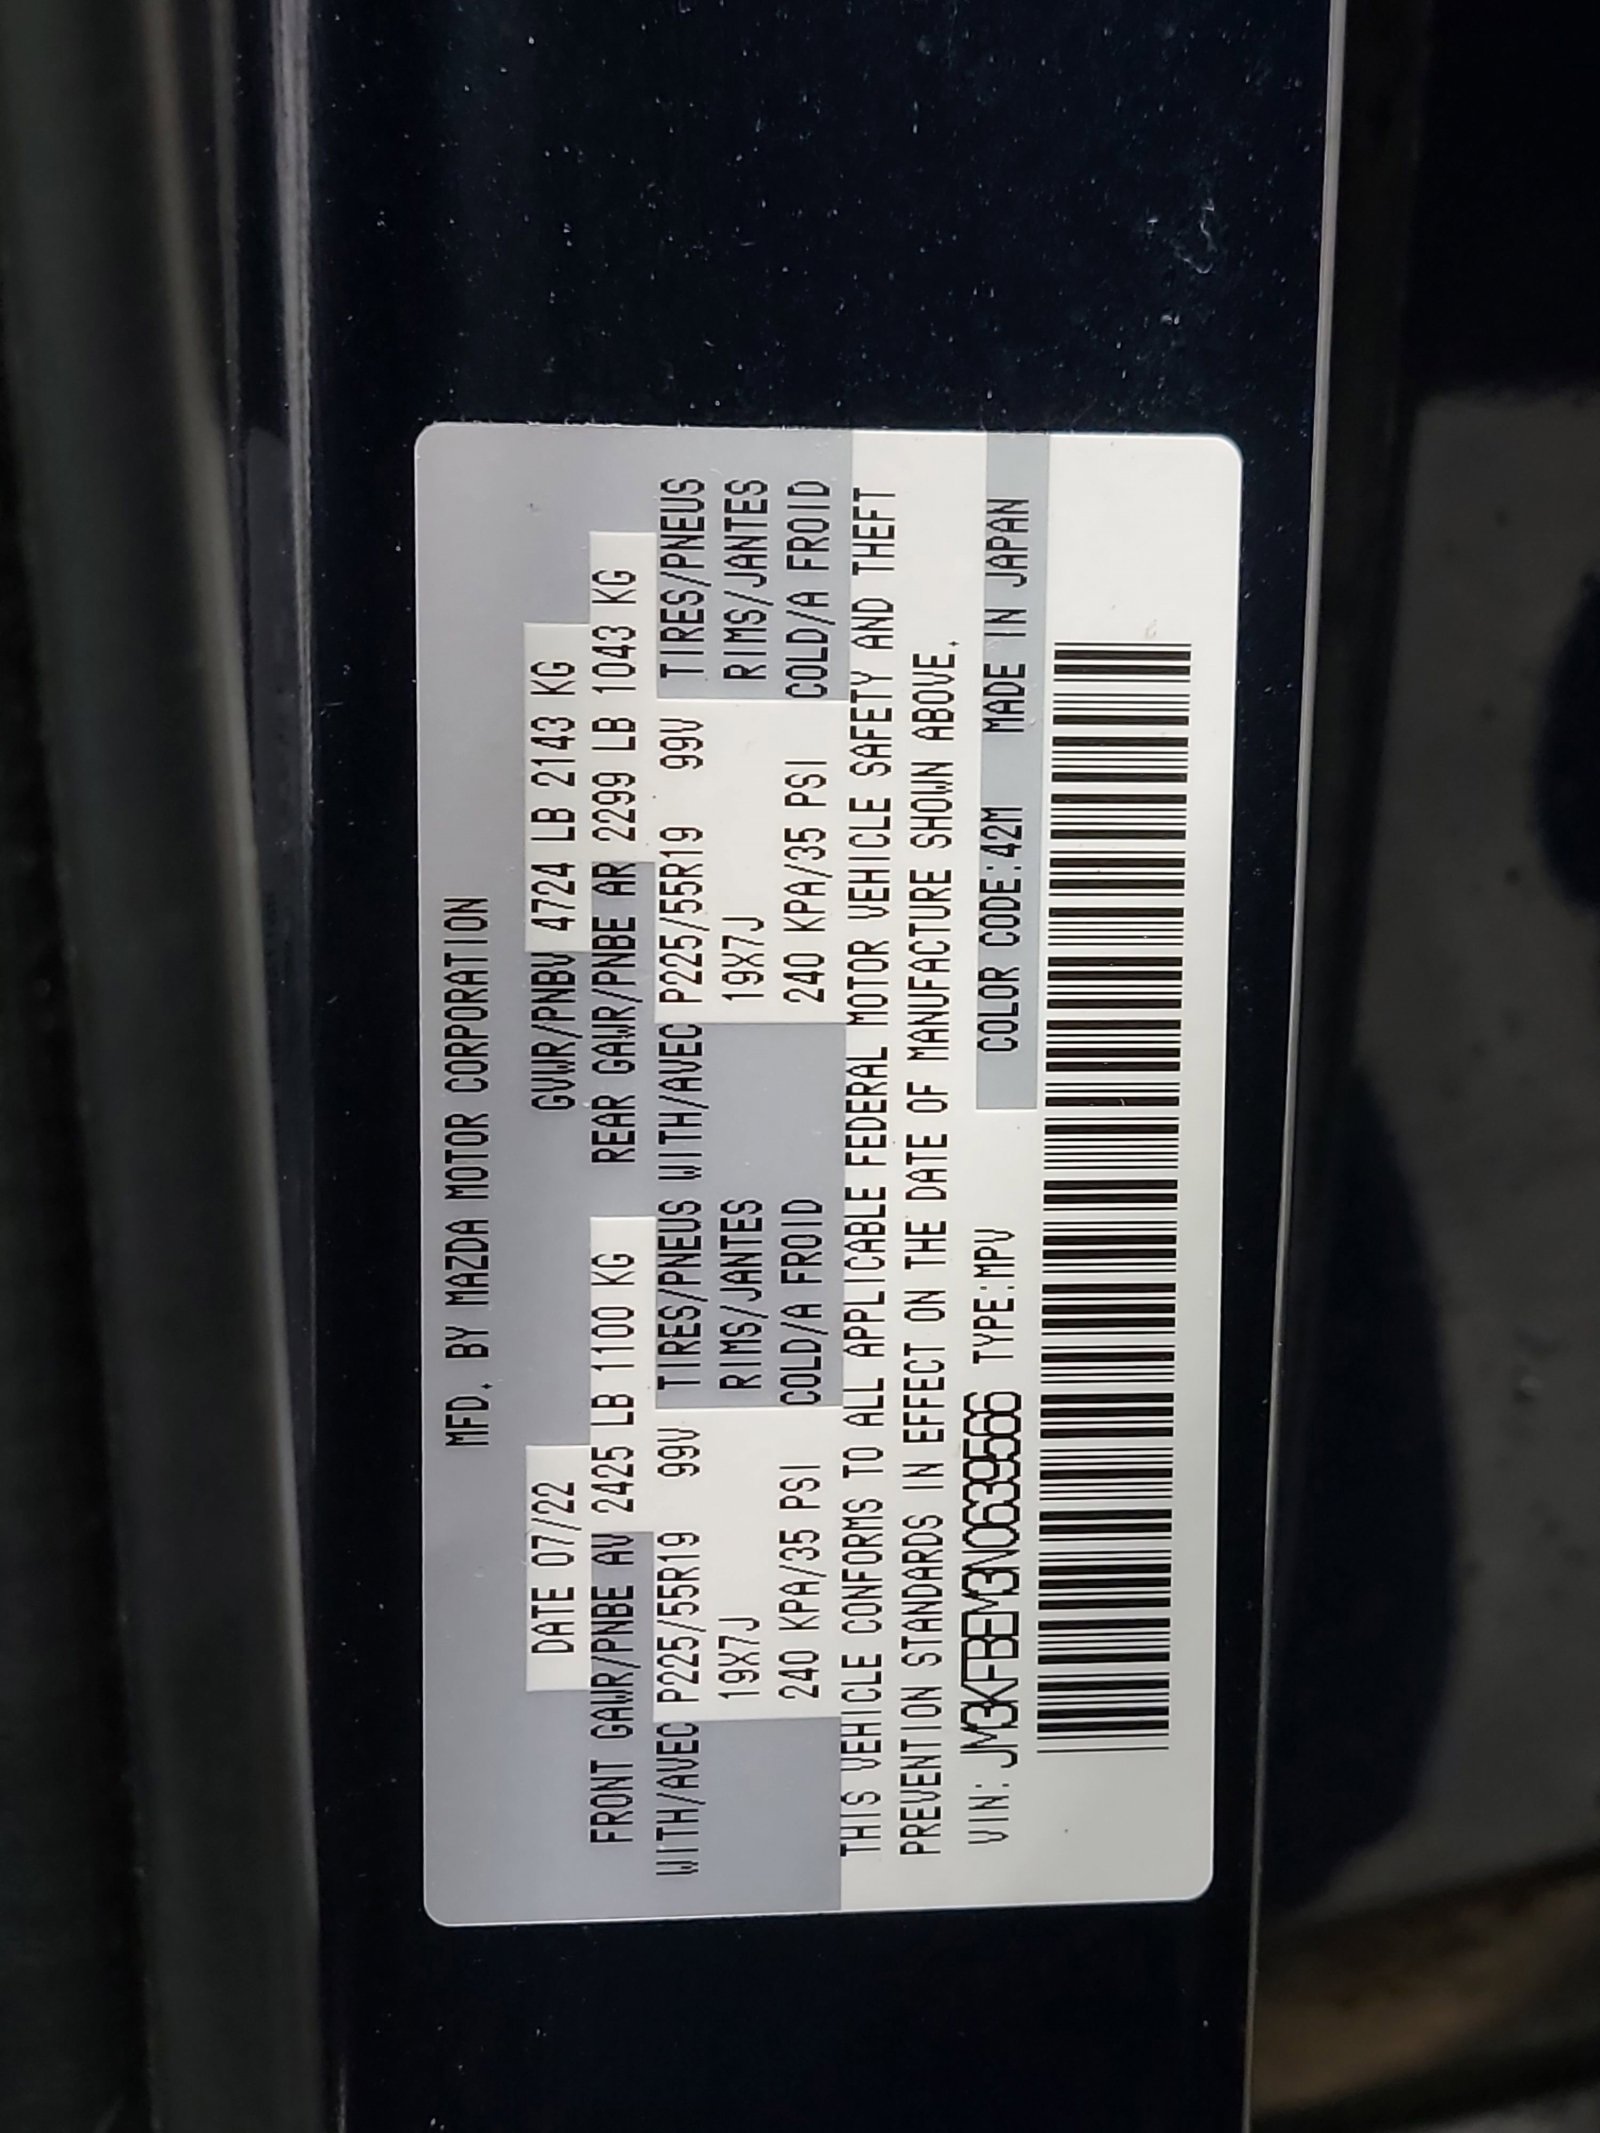 MFD. BY MAZDA MOTOR CORPORATION
DATE 07/22 GVWR/PNBV 4724 LB 2143 KG
FRONT GAWR/PNBE AV 2425 LB 1100 KG REAR GAWR/PNBE AR 2299 LB 1043 KG
WITH/AVEC P225/55R19 99V TIRES/PNEUS WITH/AVEC P225/55R19 99V TIRES/PNEUS
19X7J RIMS/JANTES 19X7J RIMS/JANTES
240 KPA/35 PSI COLD/A FROID 240 KPA/35 PSI COLD/A FROID
THIS VEHICLE CONFORMS TO ALL APPLICABLE FEDERAL MOTOR VEHICLE SAFETY AND THEFT
PREVENTION STANDARDS IN EFFECT ON THE DATE OF MANUFACTURE SHOWN ABOVE.
VIN: JM3KFBEM3N0639566 TYPE:MPV COLOR CODE:42M MADE IN JAPAN